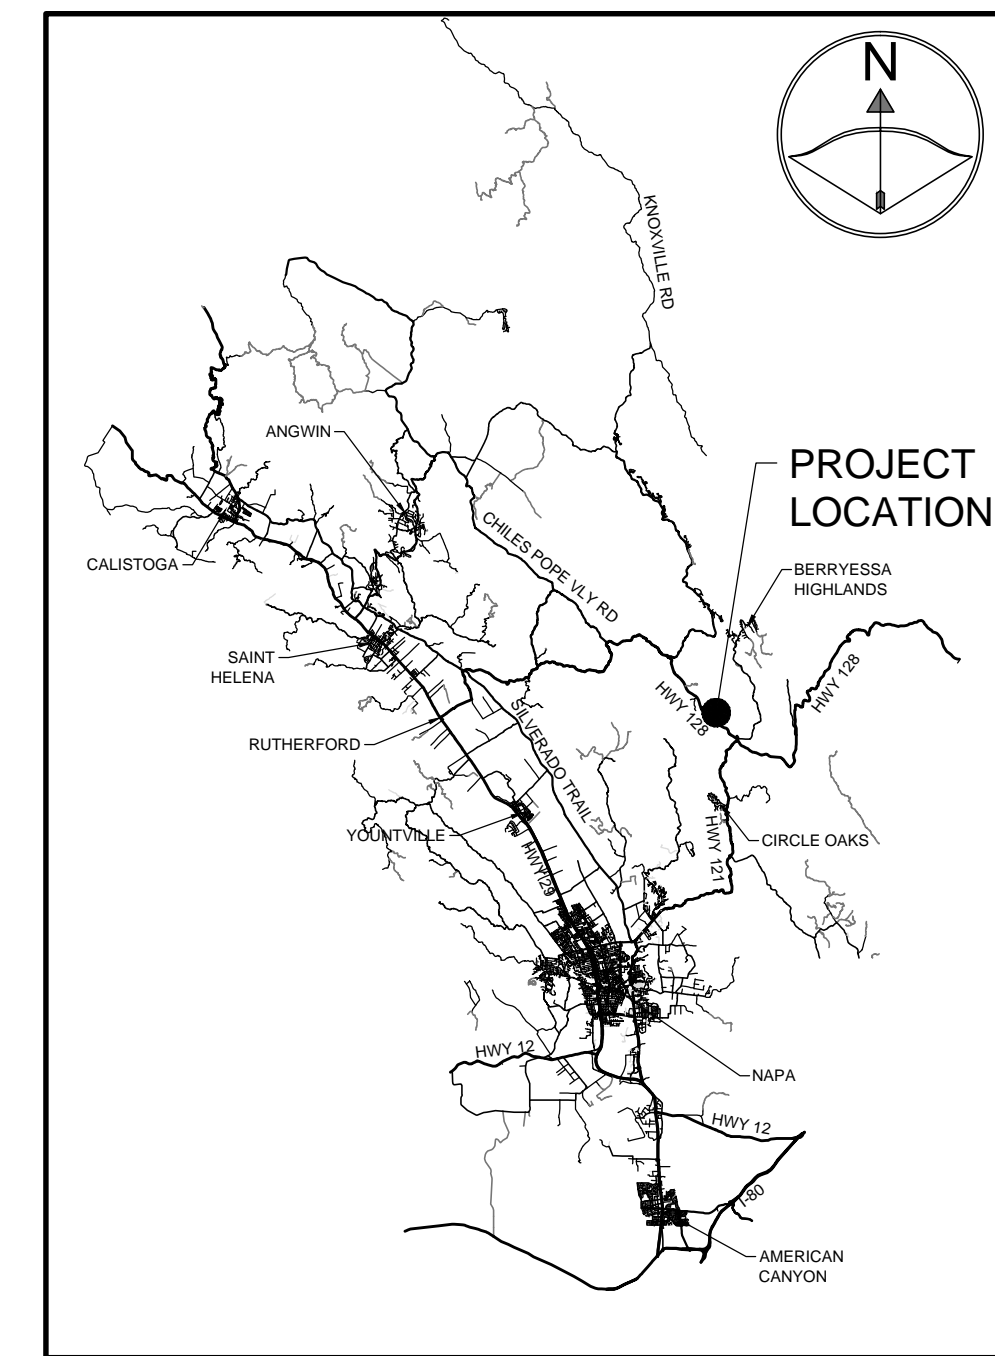 N
KNOXVILLE RD
ANGWIN
PROJECT
LOCATION
CHILES POPE VLY RD
CALISTOGA
BERRYESSA
HIGHLANDS
SAINT
HELENA
HWY 128
HWY 128
SILVERADO TRAIL
RUTHERFORD
YOUNTVILLE
HWY 29
CIRCLE OAKS
HWY 121
HWY 12
NAPA
HWY 12
I-80
AMERICAN
CANYON